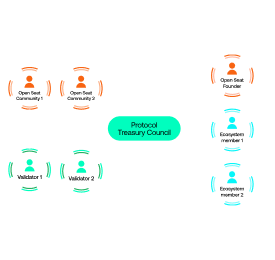 Open Seat
Community 1
Open Seat
Community 2
Open Seat
Founder
Protocol
Treasury Council
Ecosystem
member 1
Validator 1
Validator 2
Ecosystem
member 2